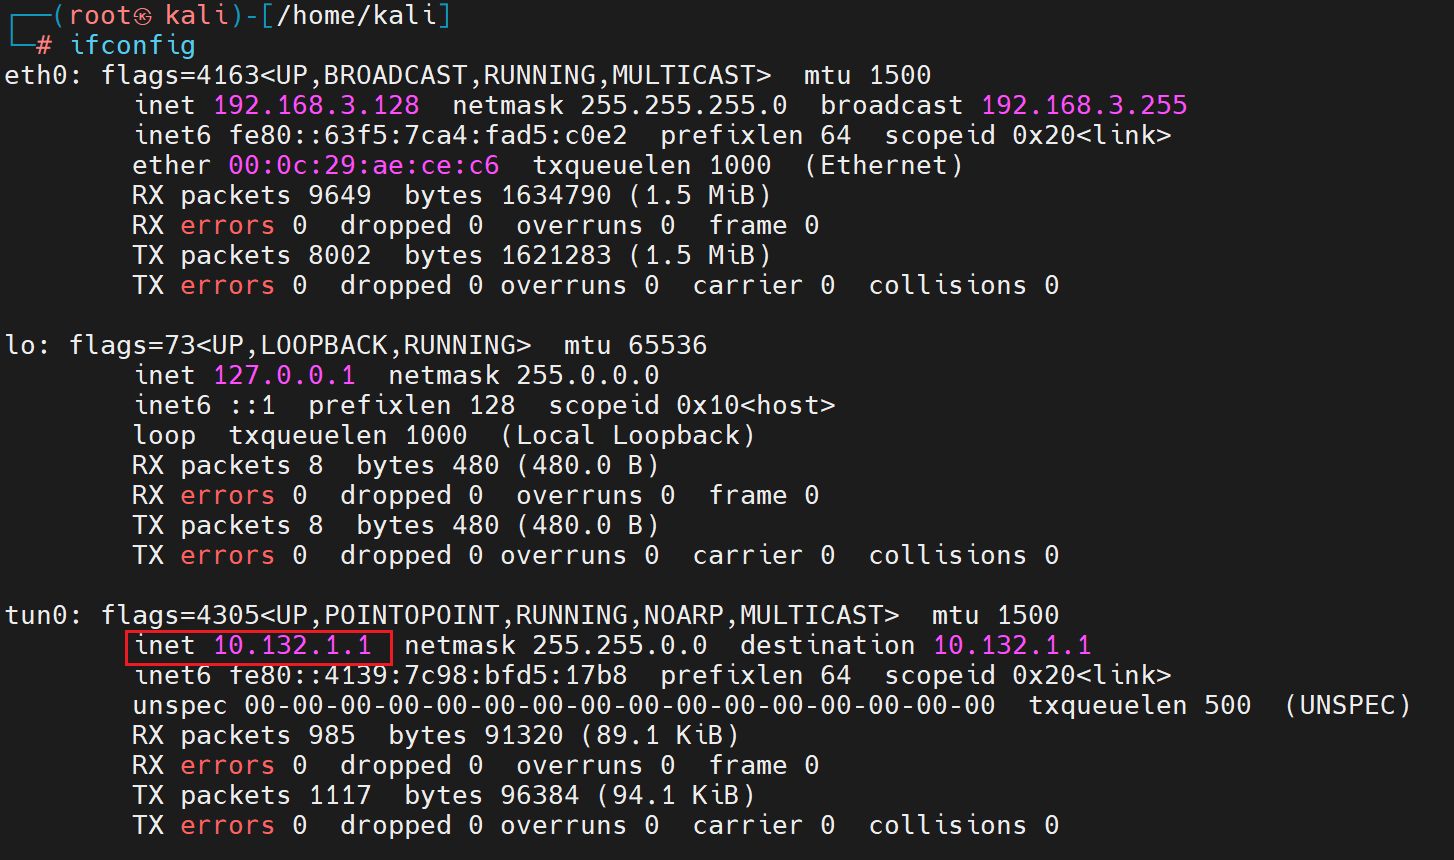 ┌──(root㉿ kali)-[/home/kali]
└─# ifconfig
eth0: flags=4163<UP,BROADCAST,RUNNING,MULTICAST>  mtu 1500
        inet 192.168.3.128  netmask 255.255.255.0  broadcast 192.168.3.255
        inet6 fe80::63f5:7ca4:fad5:c0e2  prefixlen 64  scopeid 0x20<link>
        ether 00:0c:29:ae:ce:c6  txqueuelen 1000  (Ethernet)
        RX packets 9649  bytes 1634790 (1.5 MiB)
        RX errors 0  dropped 0  overruns 0  frame 0
        TX packets 8002  bytes 1621283 (1.5 MiB)
        TX errors 0  dropped 0 overruns 0  carrier 0  collisions 0

lo: flags=73<UP,LOOPBACK,RUNNING>  mtu 65536
        inet 127.0.0.1  netmask 255.0.0.0
        inet6 ::1  prefixlen 128  scopeid 0x10<host>
        loop  txqueuelen 1000  (Local Loopback)
        RX packets 8  bytes 480 (480.0 B)
        RX errors 0  dropped 0  overruns 0  frame 0
        TX packets 8  bytes 480 (480.0 B)
        TX errors 0  dropped 0 overruns 0  carrier 0  collisions 0

tun0: flags=4305<UP,POINTOPOINT,RUNNING,NOARP,MULTICAST>  mtu 1500
        inet 10.132.1.1  netmask 255.255.0.0  destination 10.132.1.1
        inet6 fe80::4139:7c98:bfd5:17b8  prefixlen 64  scopeid 0x20<link>
        unspec 00-00-00-00-00-00-00-00-00-00-00-00-00-00-00-00  txqueuelen 500  (UNSPEC)
        RX packets 985  bytes 91320 (89.1 KiB)
        RX errors 0  dropped 0  overruns 0  frame 0
        TX packets 1117  bytes 96384 (94.1 KiB)
        TX errors 0  dropped 0 overruns 0  carrier 0  collisions 0